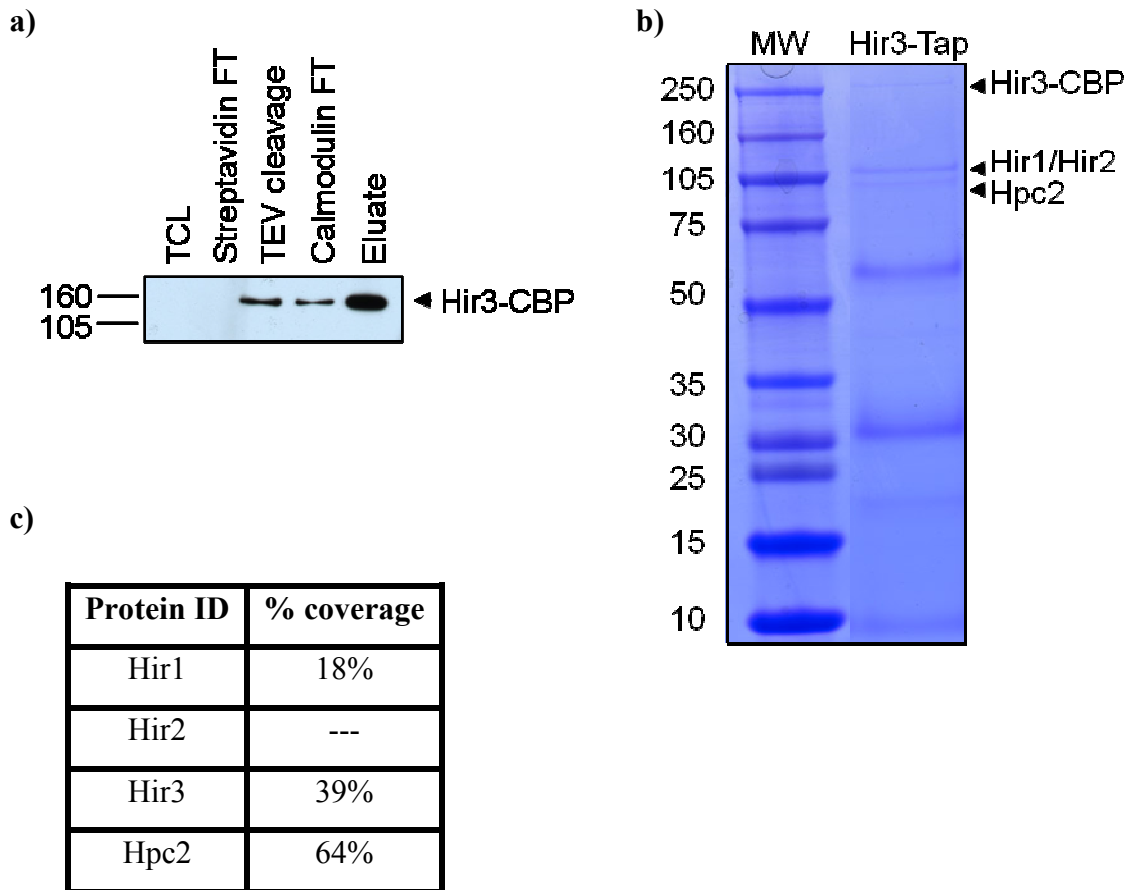 a)
TCL
Streptavidin FT
TEV cleavage
Calmodulin FT
Eluate
160
105
Hir3-CBP
b)
MW Hir3-Tap
250
160
105
75
50
35
30
25
15
10
Hir3-CBP
Hir1/Hir2
Hpc2
c)
Protein ID % coverage
Hir1 18%
Hir2 ---
Hir3 39%
Hpc2 64%